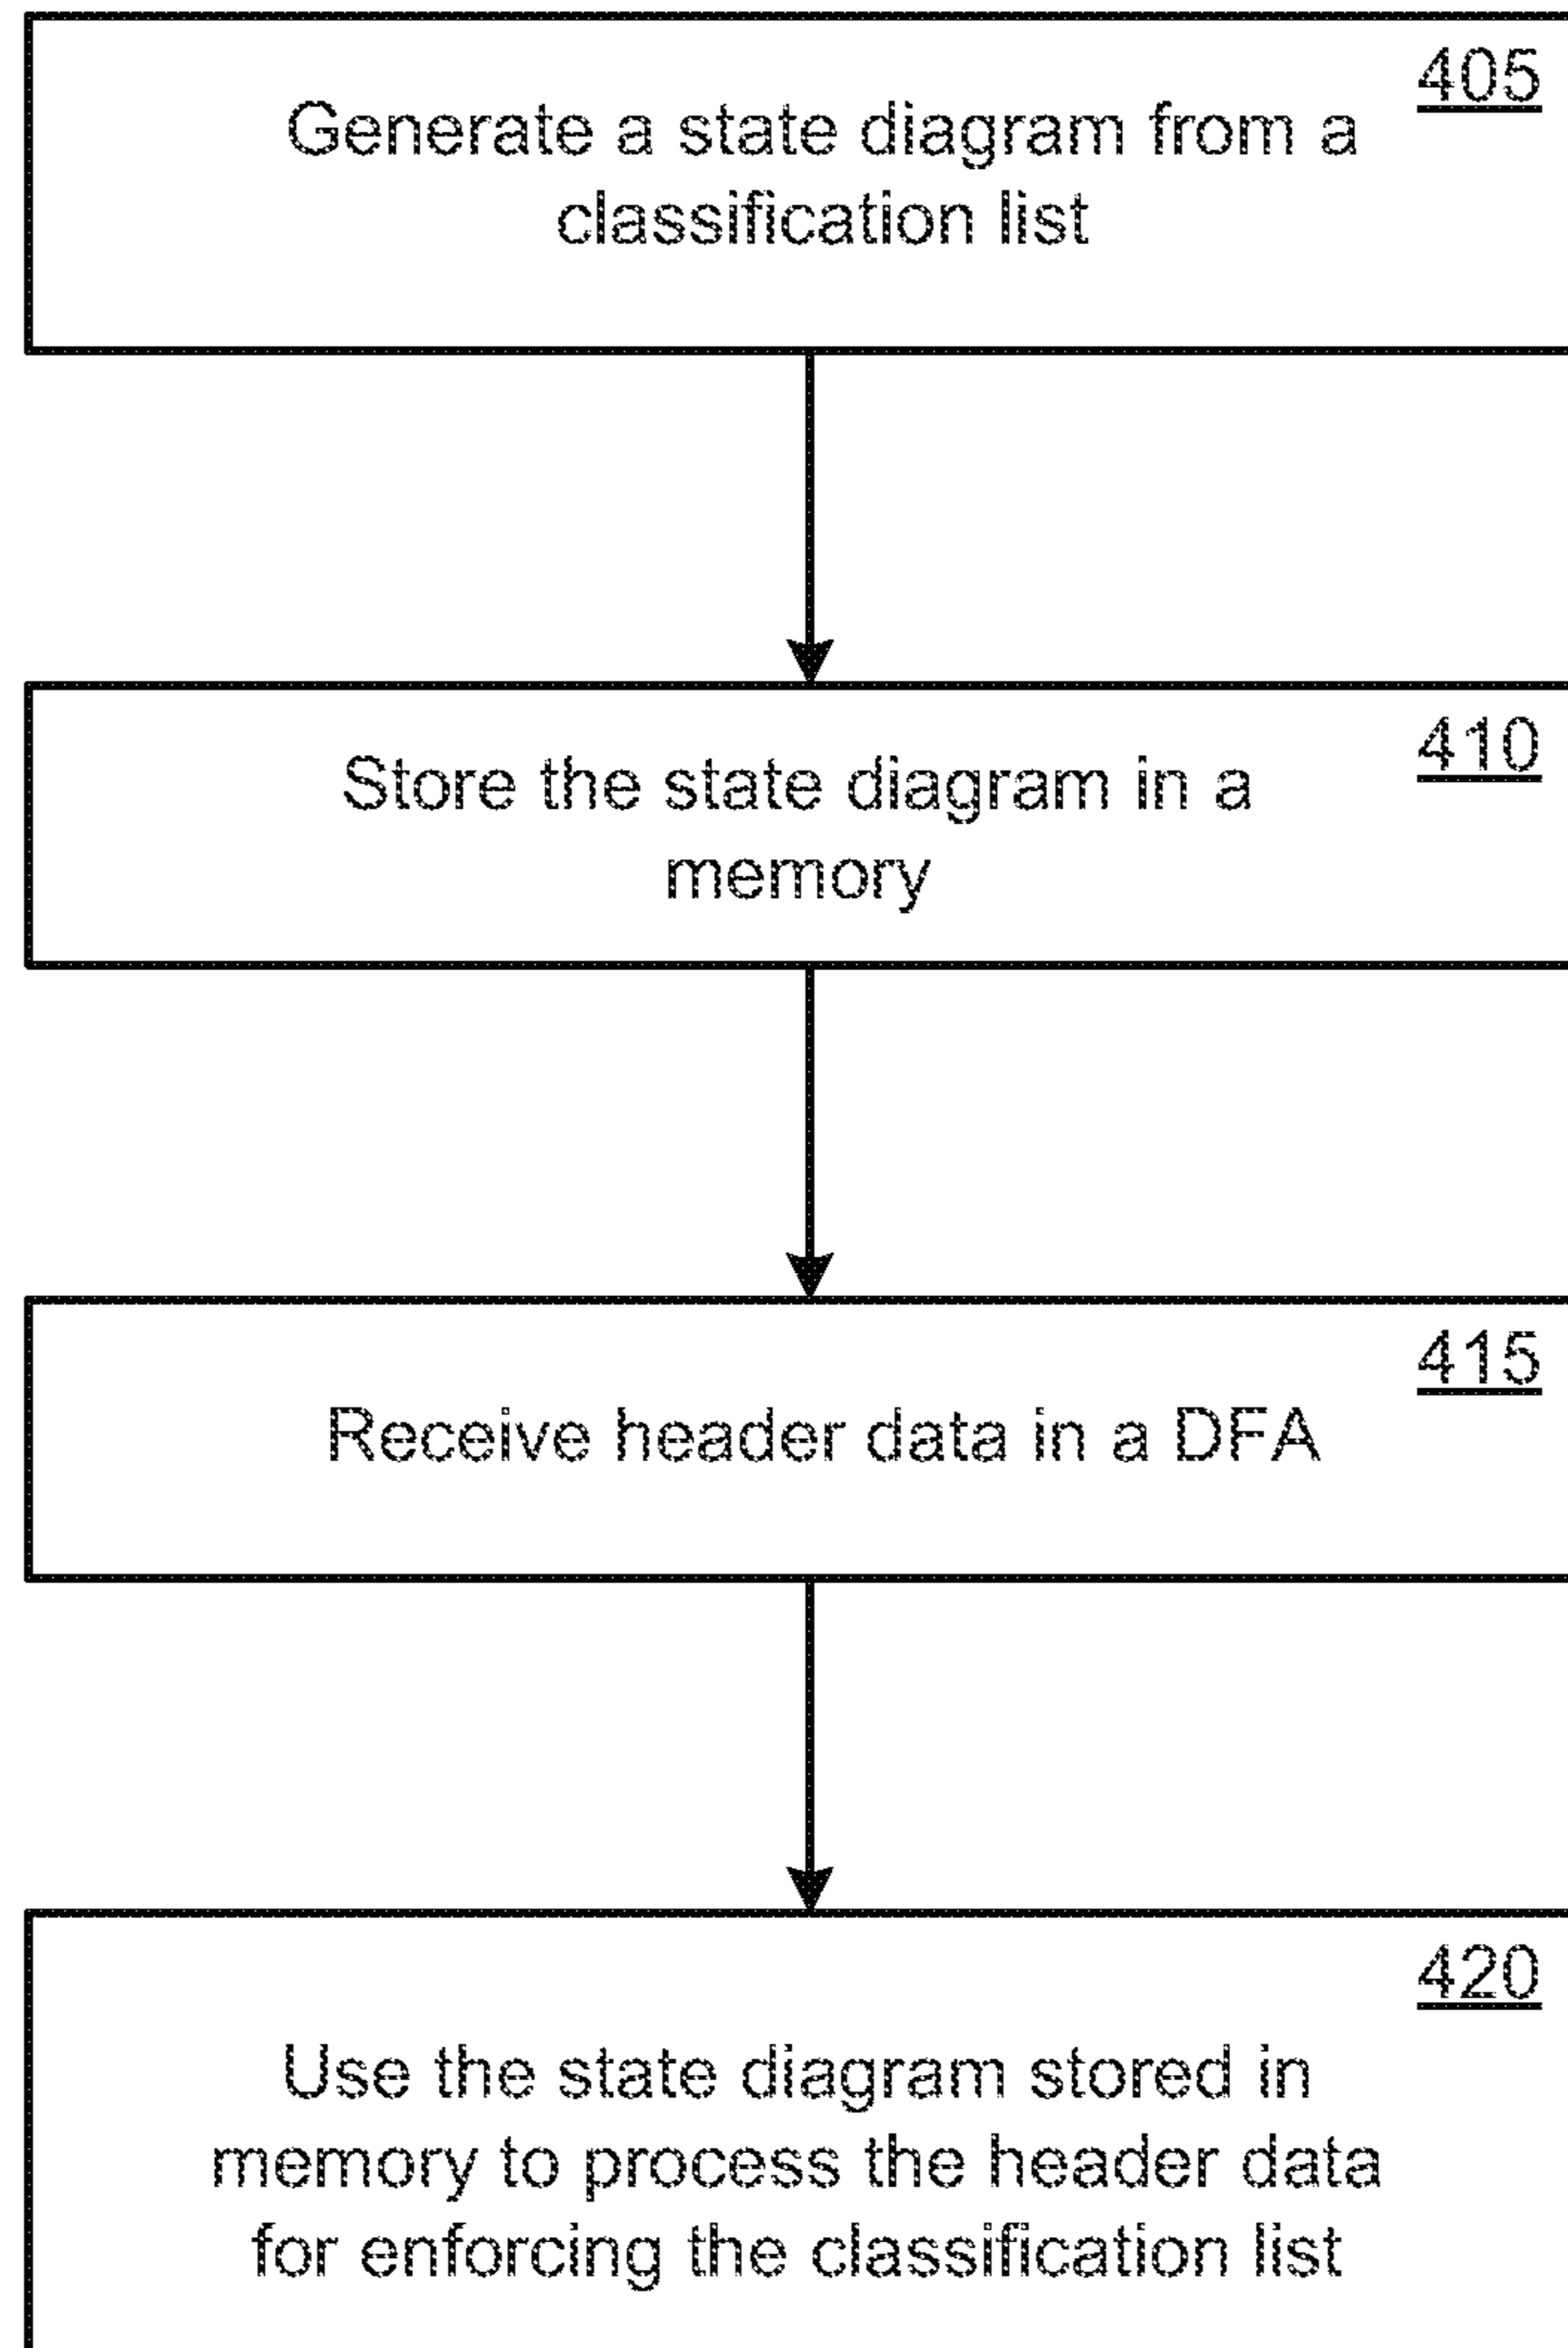 405
Generate a state diagram from a
classification list
410
Store the state diagram in a
memory
415
Receive header data in a DFA
420
Use the state diagram stored in
memory to process the header data
for enforcing the classification list